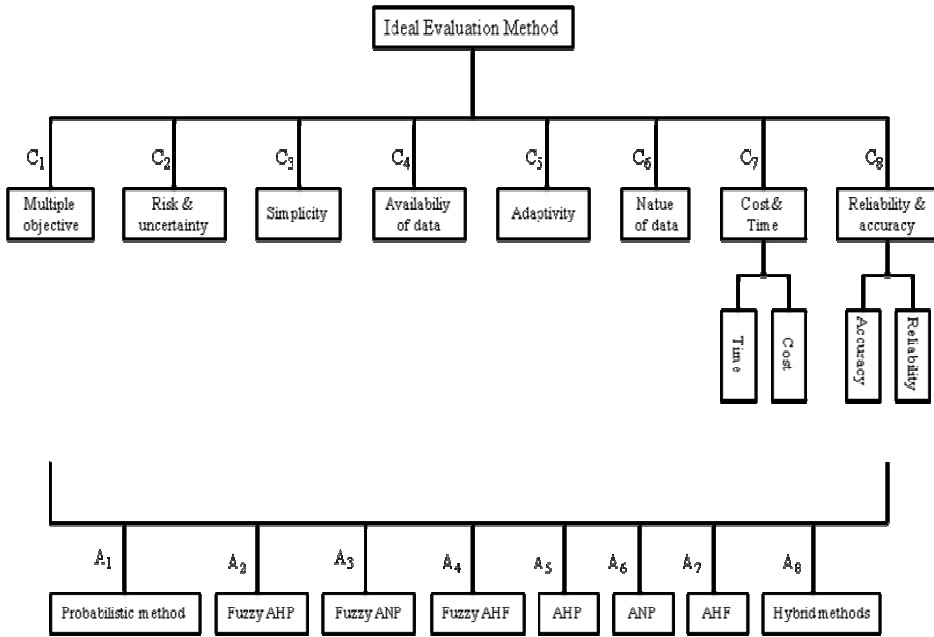 Ideal Evaluation Method
C1
C2
C3
C4
C5
C6
C7
C8
Multiple
objective
Risk &
uncertainty
Simplicity
Availabiliy
of data
Adaptivity
Natue
of data
Cost&
Time
Reliability &
accuracy
Time
Cost
Accuracy
Reliability
A1
A2
A3
A4
A5
A6
A7
A8
Probabilistic method
Fuzzy AHP
Fuzzy ANP
Fuzzy AHF
AHP
ANP
AHF
Hybrid methods